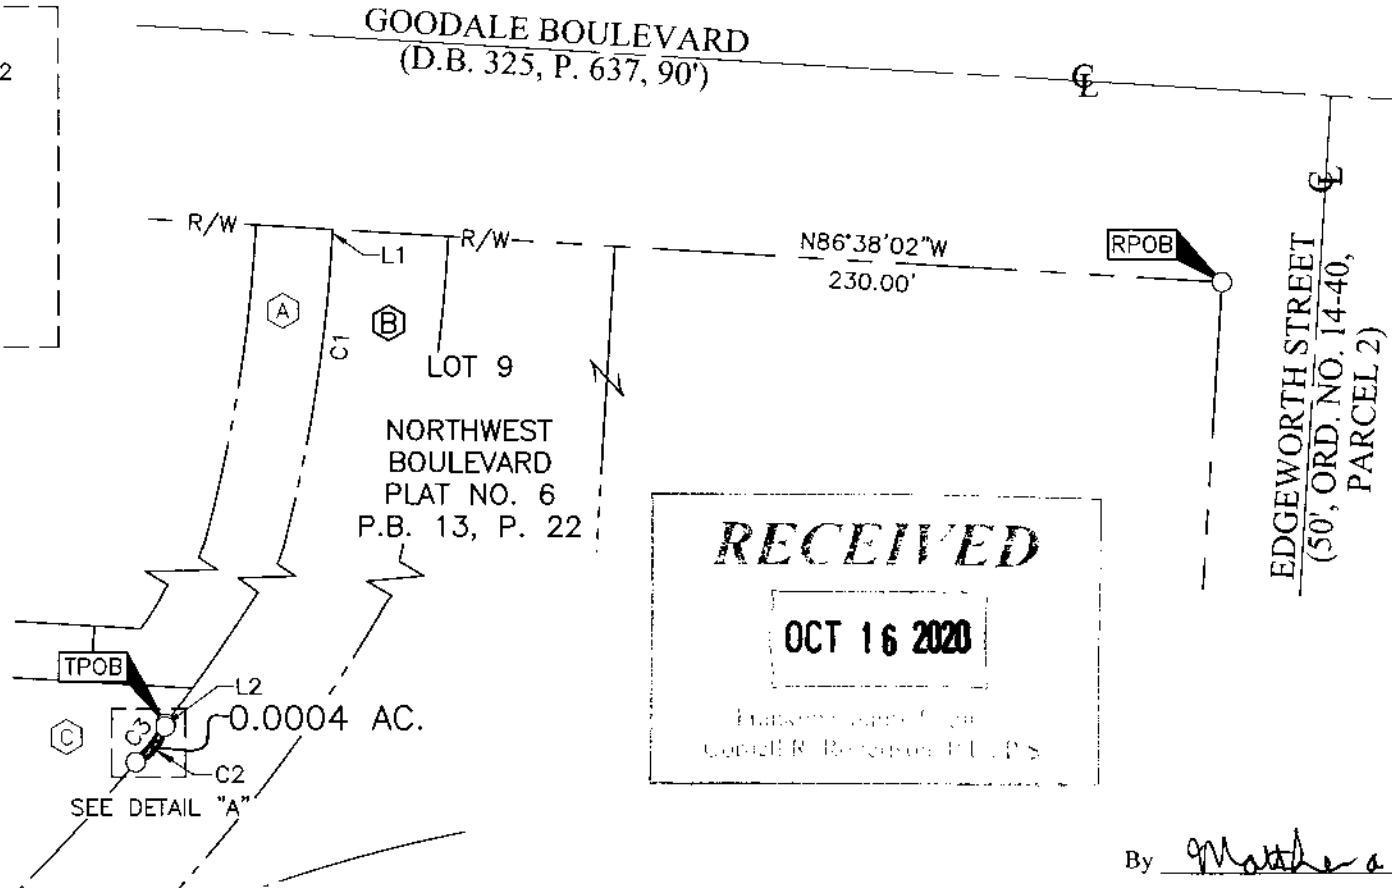 GOODALE BOULEVARD
(D.B. 325, P. 637, 90')
2
CL
CL
R/W
R/W
L1
N86°38'02"W
230.00'
RPOB
A
B
C1
LOT 9
NORTHWEST
BOULEVARD
PLAT NO. 6
P.B. 13, P. 22
EDGEWORTH STREET
(50', ORD. NO. 14-40,
PARCEL 2)
RECEIVED
OCT 16 2020
TPOB
L2
0.0004 AC.
C
C3
C2
SEE DETAIL "A"
By